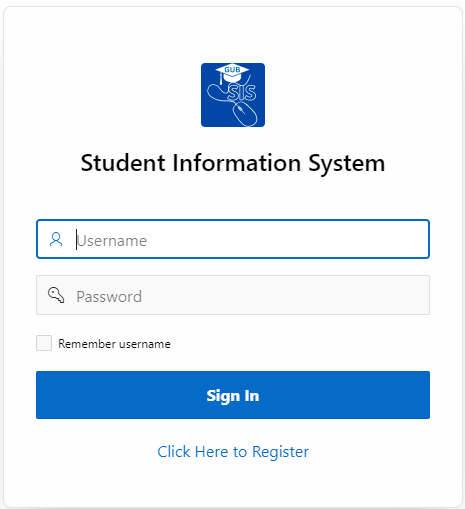 GUB
SIS
Student Information System
Username
Password
Remember username
Sign In
Click Here to Register